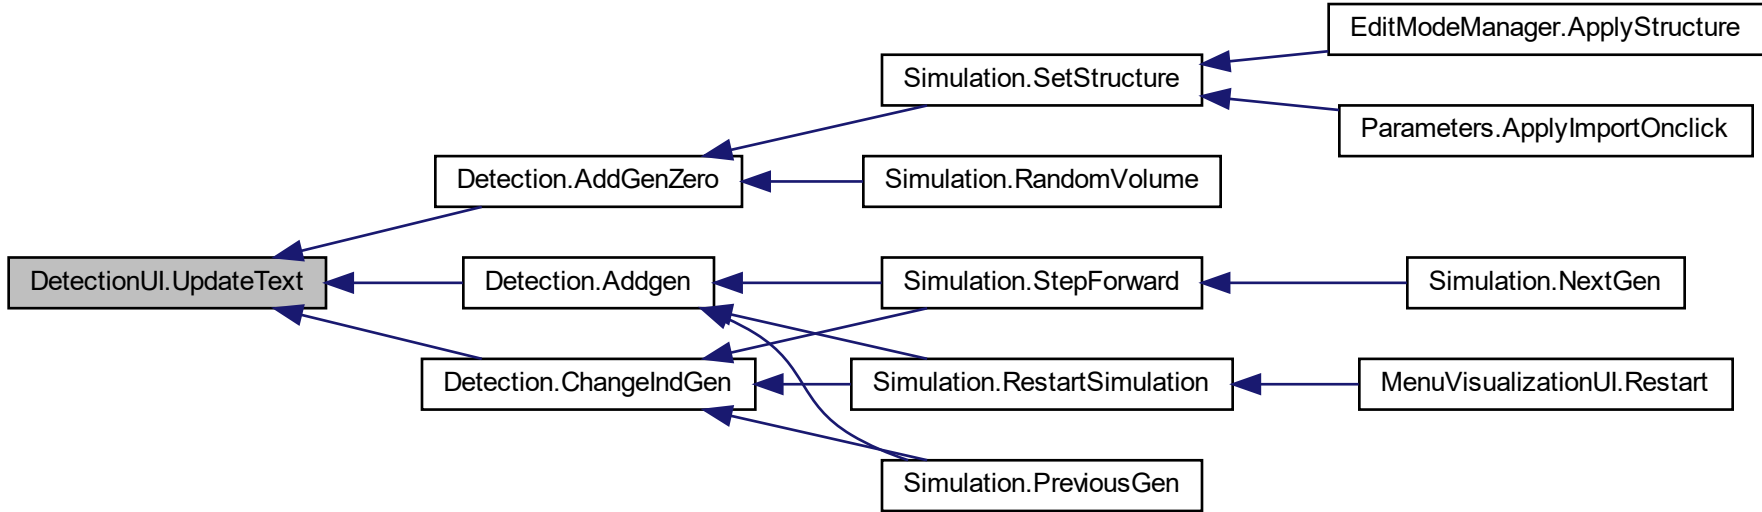 EditModeManager.ApplyStructure
Simulation.SetStructure
Parameters.ApplyImportOnclick
Detection.AddGenZero
Simulation.RandomVolume
DetectionUI.UpdateText
Detection.Addgen
Simulation.StepForward
Simulation.NextGen
Detection.ChangeIndGen
Simulation.RestartSimulation
MenuVisualizationUI.Restart
Simulation.PreviousGen